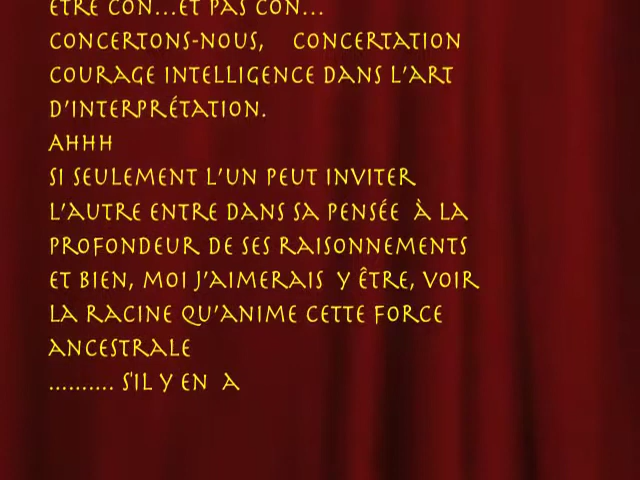 être con...et pas con...
concertons-nous, concertation
courage intelligence dans l'art
d'interprétation.
Ahhh
Si seulement l'un peut inviter
l'autre entre dans sa pensée à la
profondeur de ses raisonnements
et bien, moi j'aimerais y être, voir
la racine qu'anime cette force
ancestrale
.......... s'il y en a